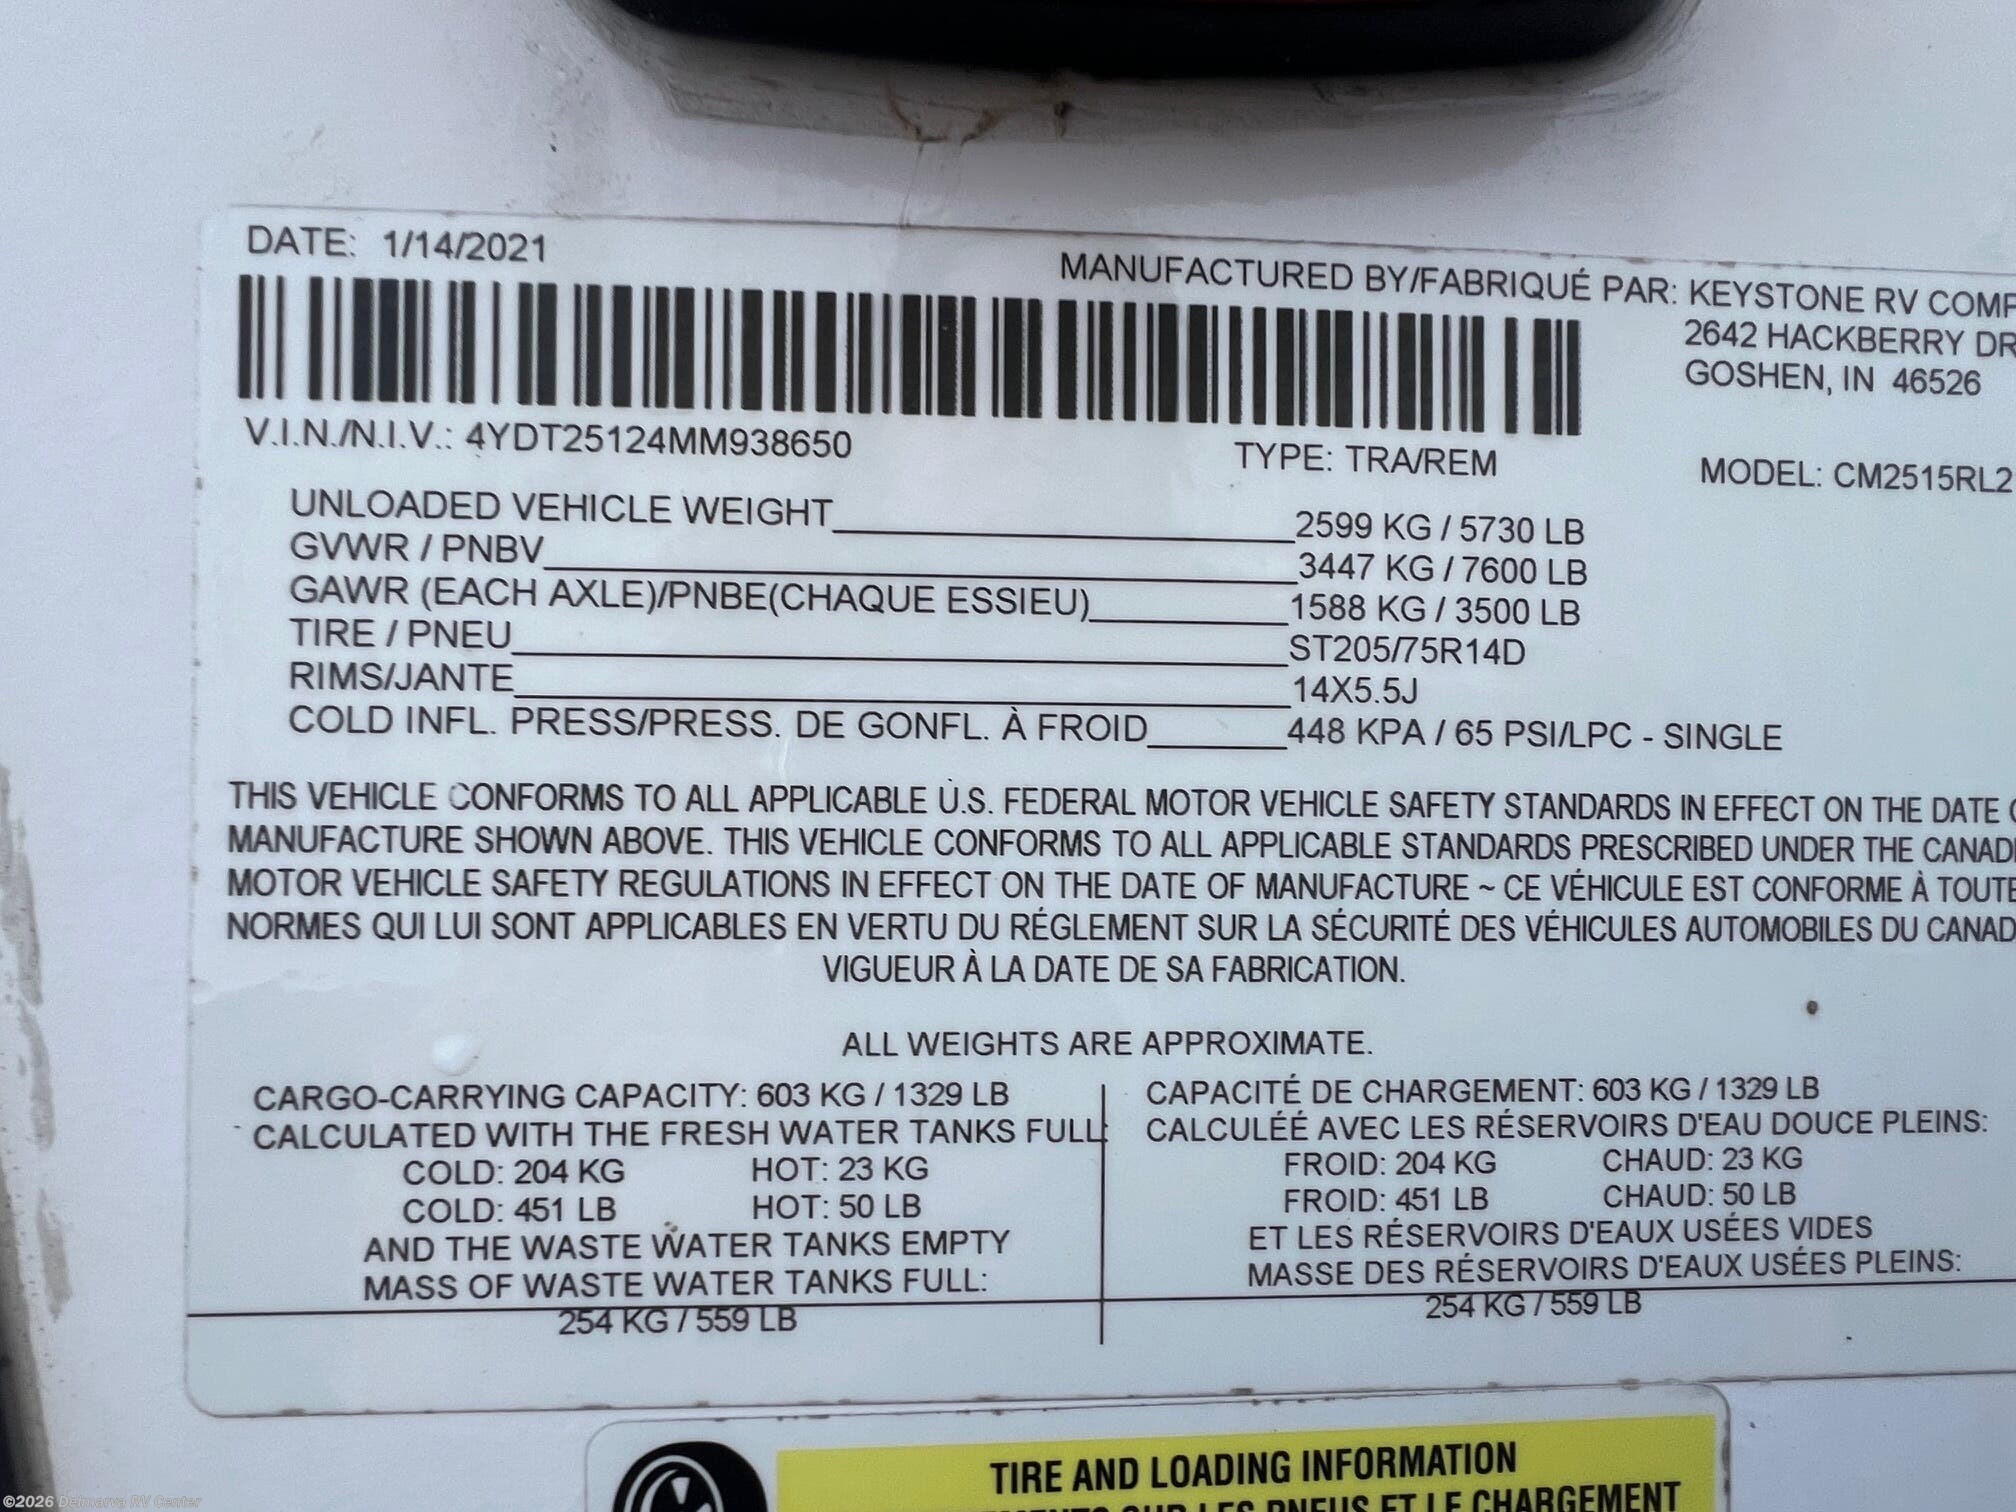 DATE: 1/14/2021
MANUFACTURED BY/FABRIQUÉ PAR: KEYSTONE RV COMP
2642 HACKBERRY DR
GOSHEN, IN 46526
V.I.N./N.I.V.: 4YDT25124MM938650
TYPE: TRA/REM
MODEL: CM2515RL2
UNLOADED VEHICLE WEIGHT 2599 KG / 5730 LB
GVWR / PNBV 3447 KG / 7600 LB
GAWR (EACH AXLE)/PNBE(CHAQUE ESSIEU) 1588 KG / 3500 LB
TIRE / PNEU ST205/75R14D
RIMS/JANTE 14X5.5J
COLD INFL. PRESS/PRESS. DE GONFL. À FROID 448 KPA / 65 PSI/LPC - SINGLE
THIS VEHICLE CONFORMS TO ALL APPLICABLE U.S. FEDERAL MOTOR VEHICLE SAFETY STANDARDS IN EFFECT ON THE DATE
MANUFACTURE SHOWN ABOVE. THIS VEHICLE CONFORMS TO ALL APPLICABLE STANDARDS PRESCRIBED UNDER THE CANADI
MOTOR VEHICLE SAFETY REGULATIONS IN EFFECT ON THE DATE OF MANUFACTURE ~ CE VÉHICULE EST CONFORME À TOUTE
NORMES QUI LUI SONT APPLICABLES EN VERTU DU RÉGLEMENT SUR LA SÉCURITÉ DES VÉHICULES AUTOMOBILES DU CANAD
VIGUEUR À LA DATE DE SA FABRICATION.
ALL WEIGHTS ARE APPROXIMATE.
CARGO-CARRYING CAPACITY: 603 KG / 1329 LB
CALCULATED WITH THE FRESH WATER TANKS FULL:
COLD: 204 KG HOT: 23 KG
COLD: 451 LB HOT: 50 LB
AND THE WASTE WATER TANKS EMPTY
MASS OF WASTE WATER TANKS FULL:
254 KG / 559 LB
CAPACITÉ DE CHARGEMENT: 603 KG / 1329 LB
CALCULÉÉ AVEC LES RÉSERVOIRS D'EAU DOUCE PLEINS:
FROID: 204 KG CHAUD: 23 KG
FROID: 451 LB CHAUD: 50 LB
ET LES RÉSERVOIRS D'EAUX USÉES VIDES
MASSE DES RÉSERVOIRS D'EAUX USÉES PLEINS:
254 KG / 559 LB
TIRE AND LOADING INFORMATION
SUR LES PNEUS ET LE CHARGEMENT
©2026 Delmarva RV Center